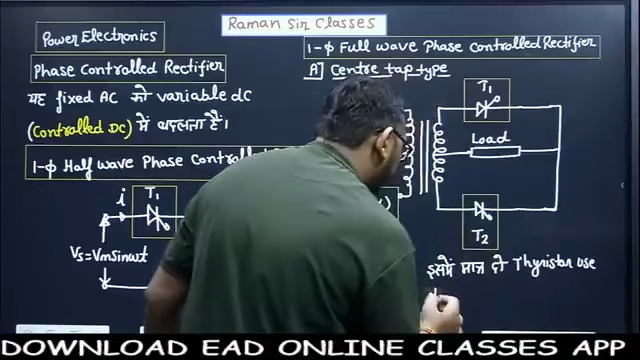 Raman Sir Classes
Power Electronics
Phase Controlled Rectifier
यह fixed AC को variable dc
(Controlled DC) में बदलता है।
1-ϕ Half wave Phase
i T₁
Vs=Vmsinwt
1-ϕ Full wave Phase Controlled Rectifier
A] Centre tap type
T₁
Load
T₂
इसमें मात्र दो Thyristor use
DOWNLOAD EAD ONLINE CLASSES APP